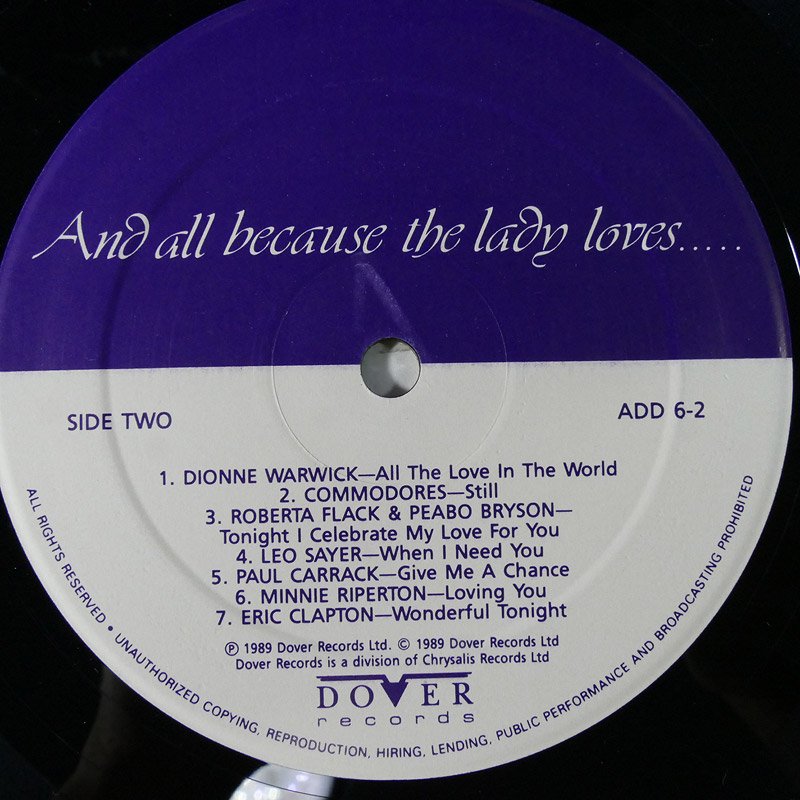 And all because the lady loves.....
SIDE TWO
ADD 6-2
1. DIONNE WARWICK—All The Love In The World
2. COMMODORES—Still
3. ROBERTA FLACK & PEABO BRYSON—
Tonight I Celebrate My Love For You
4. LEO SAYER—When I Need You
5. PAUL CARRACK—Give Me A Chance
6. MINNIE RIPERTON—Loving You
7. ERIC CLAPTON—Wonderful Tonight
℗ 1989 Dover Records Ltd. © 1989 Dover Records Ltd
Dover Records is a division of Chrysalis Records Ltd
DOVER
records
ALL RIGHTS RESERVED • UNAUTHORIZED COPYING, REPRODUCTION, HIRING, LENDING, PUBLIC PERFORMANCE AND BROADCASTING PROHIBITED